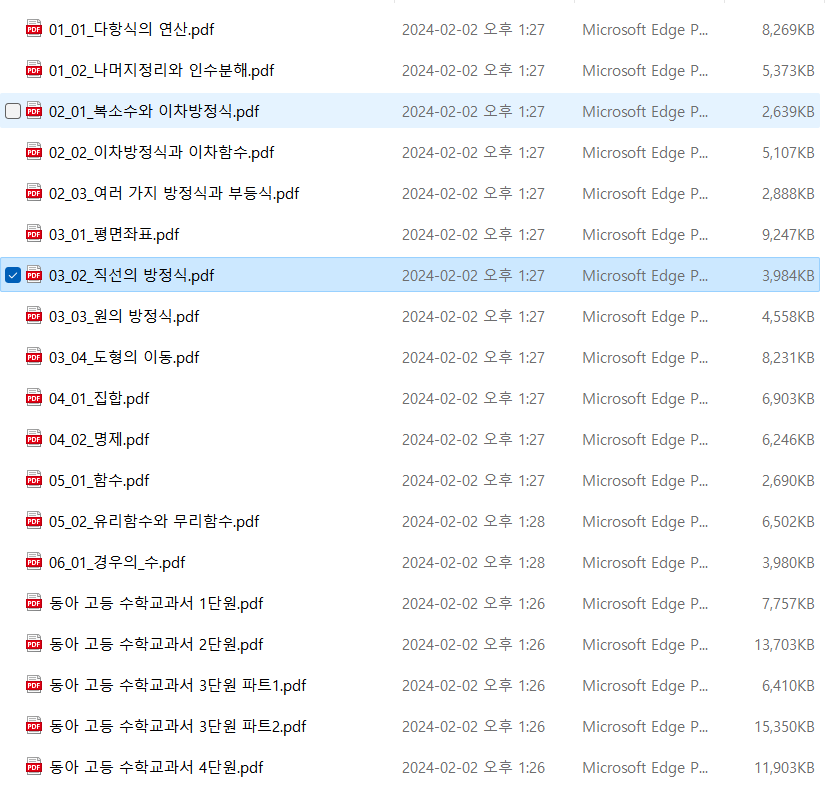 PDF 01_01_다항식의 연산.pdf 2024-02-02 오후 1:27 Microsoft Edge P... 8,269KB
PDF 01_02_나머지정리와 인수분해.pdf 2024-02-02 오후 1:27 Microsoft Edge P... 5,373KB
PDF 02_01_복소수와 이차방정식.pdf 2024-02-02 오후 1:27 Microsoft Edge P... 2,639KB
PDF 02_02_이차방정식과 이차함수.pdf 2024-02-02 오후 1:27 Microsoft Edge P... 5,107KB
PDF 02_03_여러 가지 방정식과 부등식.pdf 2024-02-02 오후 1:27 Microsoft Edge P... 2,888KB
PDF 03_01_평면좌표.pdf 2024-02-02 오후 1:27 Microsoft Edge P... 9,247KB
PDF 03_02_직선의 방정식.pdf 2024-02-02 오후 1:27 Microsoft Edge P... 3,984KB
PDF 03_03_원의 방정식.pdf 2024-02-02 오후 1:27 Microsoft Edge P... 4,558KB
PDF 03_04_도형의 이동.pdf 2024-02-02 오후 1:27 Microsoft Edge P... 8,231KB
PDF 04_01_집합.pdf 2024-02-02 오후 1:27 Microsoft Edge P... 6,903KB
PDF 04_02_명제.pdf 2024-02-02 오후 1:27 Microsoft Edge P... 6,246KB
PDF 05_01_함수.pdf 2024-02-02 오후 1:27 Microsoft Edge P... 2,690KB
PDF 05_02_유리함수와 무리함수.pdf 2024-02-02 오후 1:28 Microsoft Edge P... 6,502KB
PDF 06_01_경우의_수.pdf 2024-02-02 오후 1:28 Microsoft Edge P... 3,980KB
PDF 동아 고등 수학교과서 1단원.pdf 2024-02-02 오후 1:26 Microsoft Edge P... 7,757KB
PDF 동아 고등 수학교과서 2단원.pdf 2024-02-02 오후 1:26 Microsoft Edge P... 13,703KB
PDF 동아 고등 수학교과서 3단원 파트1.pdf 2024-02-02 오후 1:26 Microsoft Edge P... 6,410KB
PDF 동아 고등 수학교과서 3단원 파트2.pdf 2024-02-02 오후 1:26 Microsoft Edge P... 15,350KB
PDF 동아 고등 수학교과서 4단원.pdf 2024-02-02 오후 1:26 Microsoft Edge P... 11,903KB